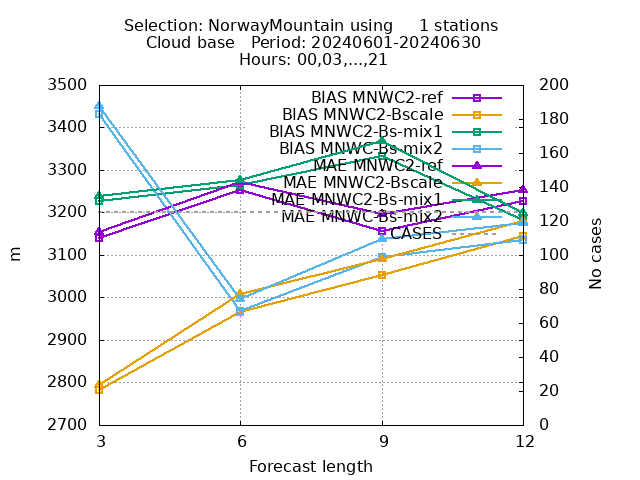 Selection: NorwayMountain using     1 stations
Cloud base   Period: 20240601-20240630
Hours: 00,03,...,21
3500
3400
3300
3200
3100
3000
2900
2800
2700
200
180
160
140
120
100
80
60
40
20
0
m
No cases
BIAS MNWC2-ref
BIAS MNWC2-Bscale
BIAS MNWC2-Bs-mix1
BIAS MNWC-Bs-mix2
MAE MNWC2-ref
MAE MNWC2-Bscale
MAE MNWC2-Bs-mix1
MAE MNWC-Bs-mix2
CASES
3
6
9
12
Forecast length